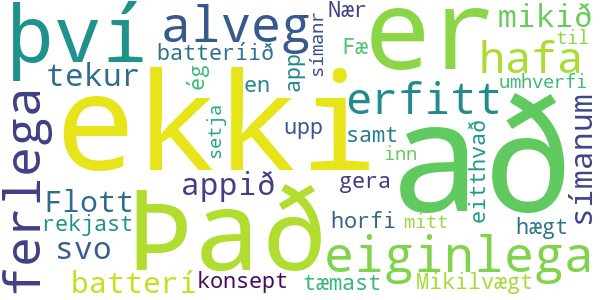 því
alveg
Nær
er
mikið
batteríið
símanr
Fæ
til
hafa
tekur
ég
en
app
umhverfi
ekki
erfitt
að
ferlega
Það
setja
upp
samt
eitthvað
símanum
inn
appið
gera
Flott
rekjast
horfi
mitt
hægt
svo
eiginlega
batterí
konsept
tæmast
Mikilvægt